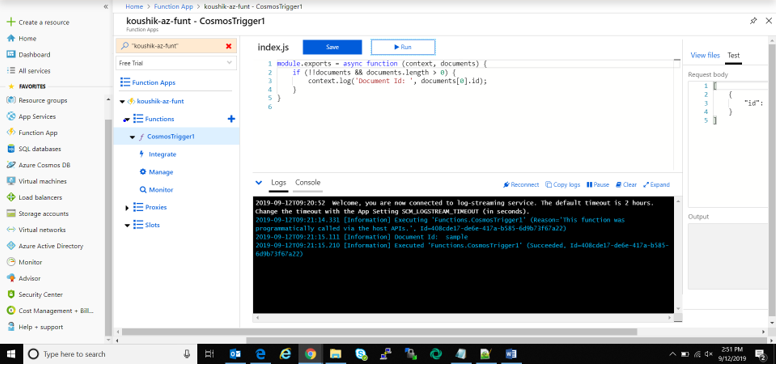 Home > Function App > koushik-az-funt - CosmosTrigger1
koushik-az-funt - CosmosTrigger1
Function Apps
Create a resource
Home
Dashboard
All services
FAVORITES
Resource groups
App Services
Function App
SQL databases
Azure Cosmos DB
Virtual machines
Load balancers
Storage accounts
Virtual networks
Azure Active Directory
Monitor
Advisor
Security Center
Cost Management + Bill...
Help + support
"koushik-az-funt"
Free Trial
Function Apps
koushik-az-funt
Functions
CosmosTrigger1
Integrate
Manage
Monitor
Proxies
Slots
index.js
Save
Run
1 module.exports = async function (context, documents) {
2 if (!!documents && documents.length > 0) {
3 context.log('Document Id: ', documents[0].id);
4 }
5 }
6
Logs
Console
Reconnect
Copy logs
Pause
Clear
Expand
2019-09-12T09:20:52 Welcome, you are now connected to log-streaming service. The default timeout is 2 hours.
Change the timeout with the App Setting SCM_LOGSTREAM_TIMEOUT (in seconds).
2019-09-12T09:21:14.331 [Information] Executing 'Functions.CosmosTrigger1' (Reason='This function was
programmatically called via the host APIs.', Id=408cde17-de6e-417a-b585-6d9b73f67a22)
2019-09-12T09:21:15.111 [Information] Document Id: sample
2019-09-12T09:21:15.210 [Information] Executed 'Functions.CosmosTrigger1' (Succeeded, Id=408cde17-de6e-417a-b585-
6d9b73f67a22)
View files
Test
Request body
1 [
2 {
3 "id":
4 }
5 ]
Output
Type here to search
2:51 PM
9/12/2019
2